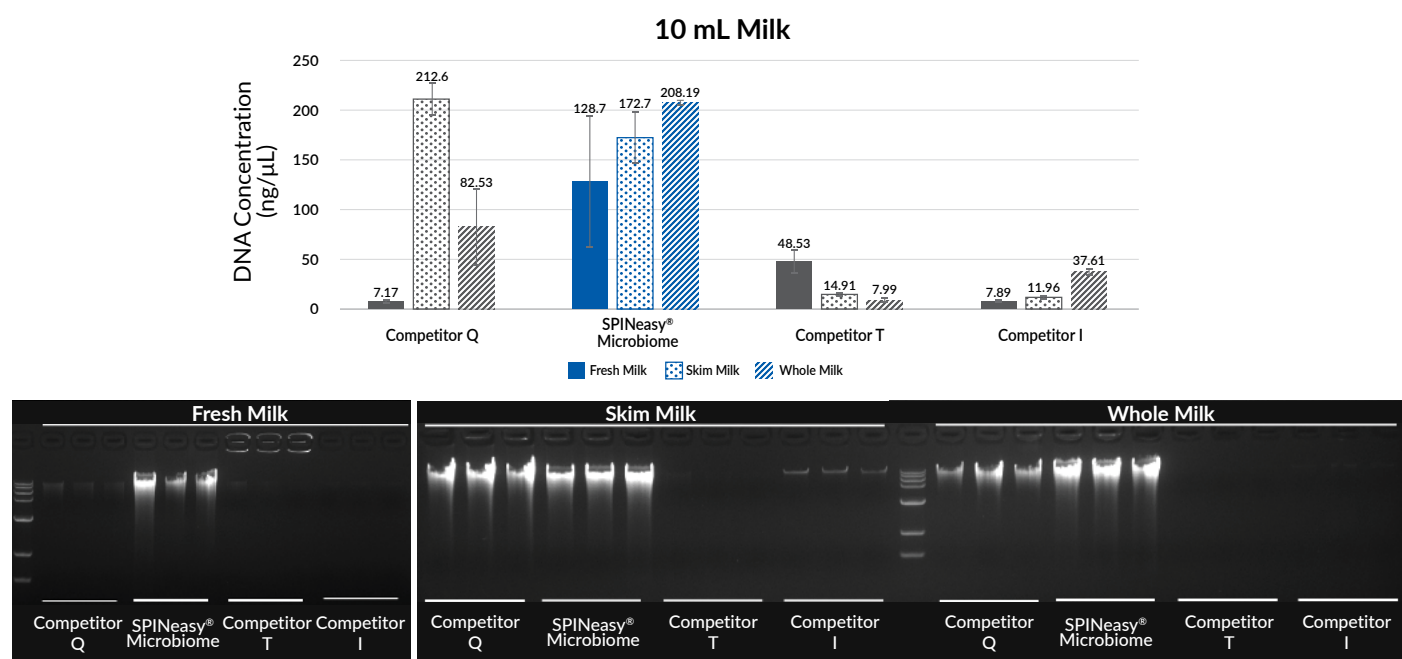 10 mL Milk
DNA Concentration
(ng/µL)
250
200
150
100
50
0
7.17
212.6
82.53
128.7
172.7
208.19
48.53
14.91
7.99
7.89
11.96
37.61
Competitor Q
SPINeasy®
Microbiome
Competitor T
Competitor I
Fresh Milk
Skim Milk
Whole Milk
Fresh Milk
Competitor
Q
SPINeasy®
Microbiome
Competitor
T
Competitor
I
Skim Milk
Competitor
Q
SPINeasy®
Microbiome
Competitor
T
Competitor
I
Whole Milk
Competitor
Q
SPINeasy®
Microbiome
Competitor
T
Competitor
I